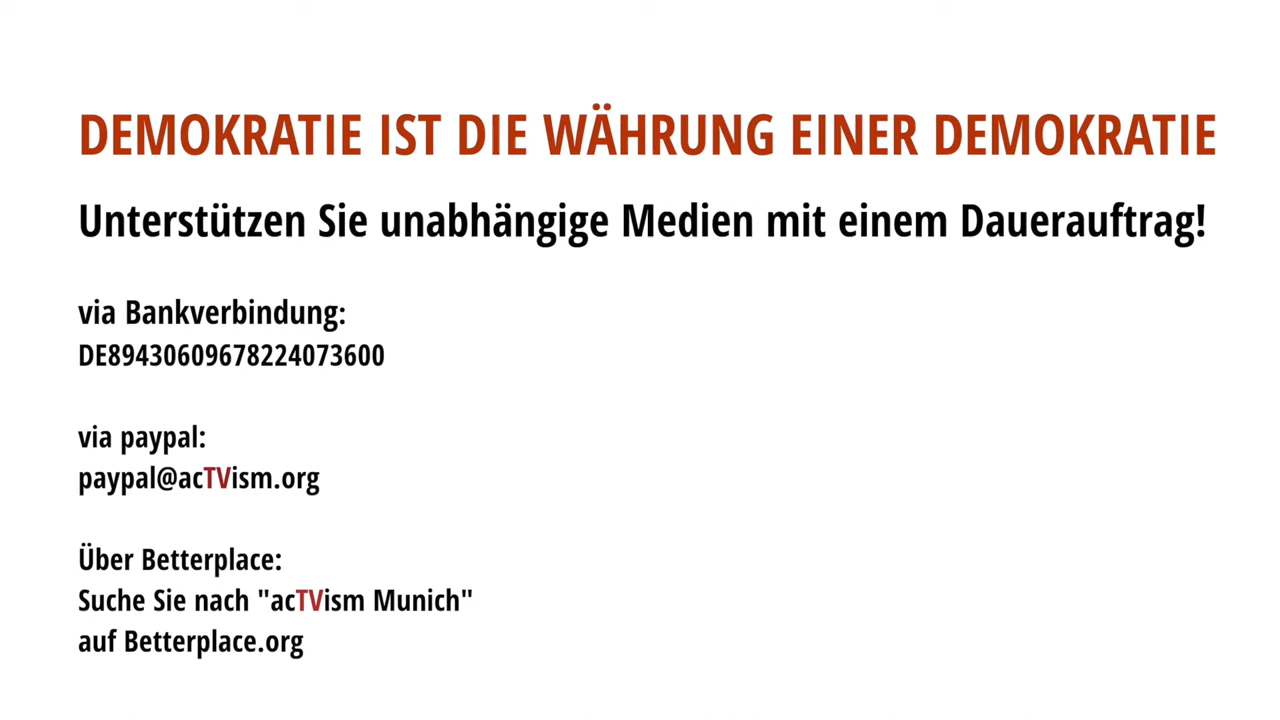 DEMOKRATIE IST DIE WÄHRUNG EINER DEMOKRATIE
Unterstützen Sie unabhängige Medien mit einem Dauerauftrag!
via Bankverbindung:
DE89430609678224073600
via paypal:
paypal@acTVism.org
Über Betterplace:
Suche Sie nach "acTVism Munich"
auf Betterplace.org